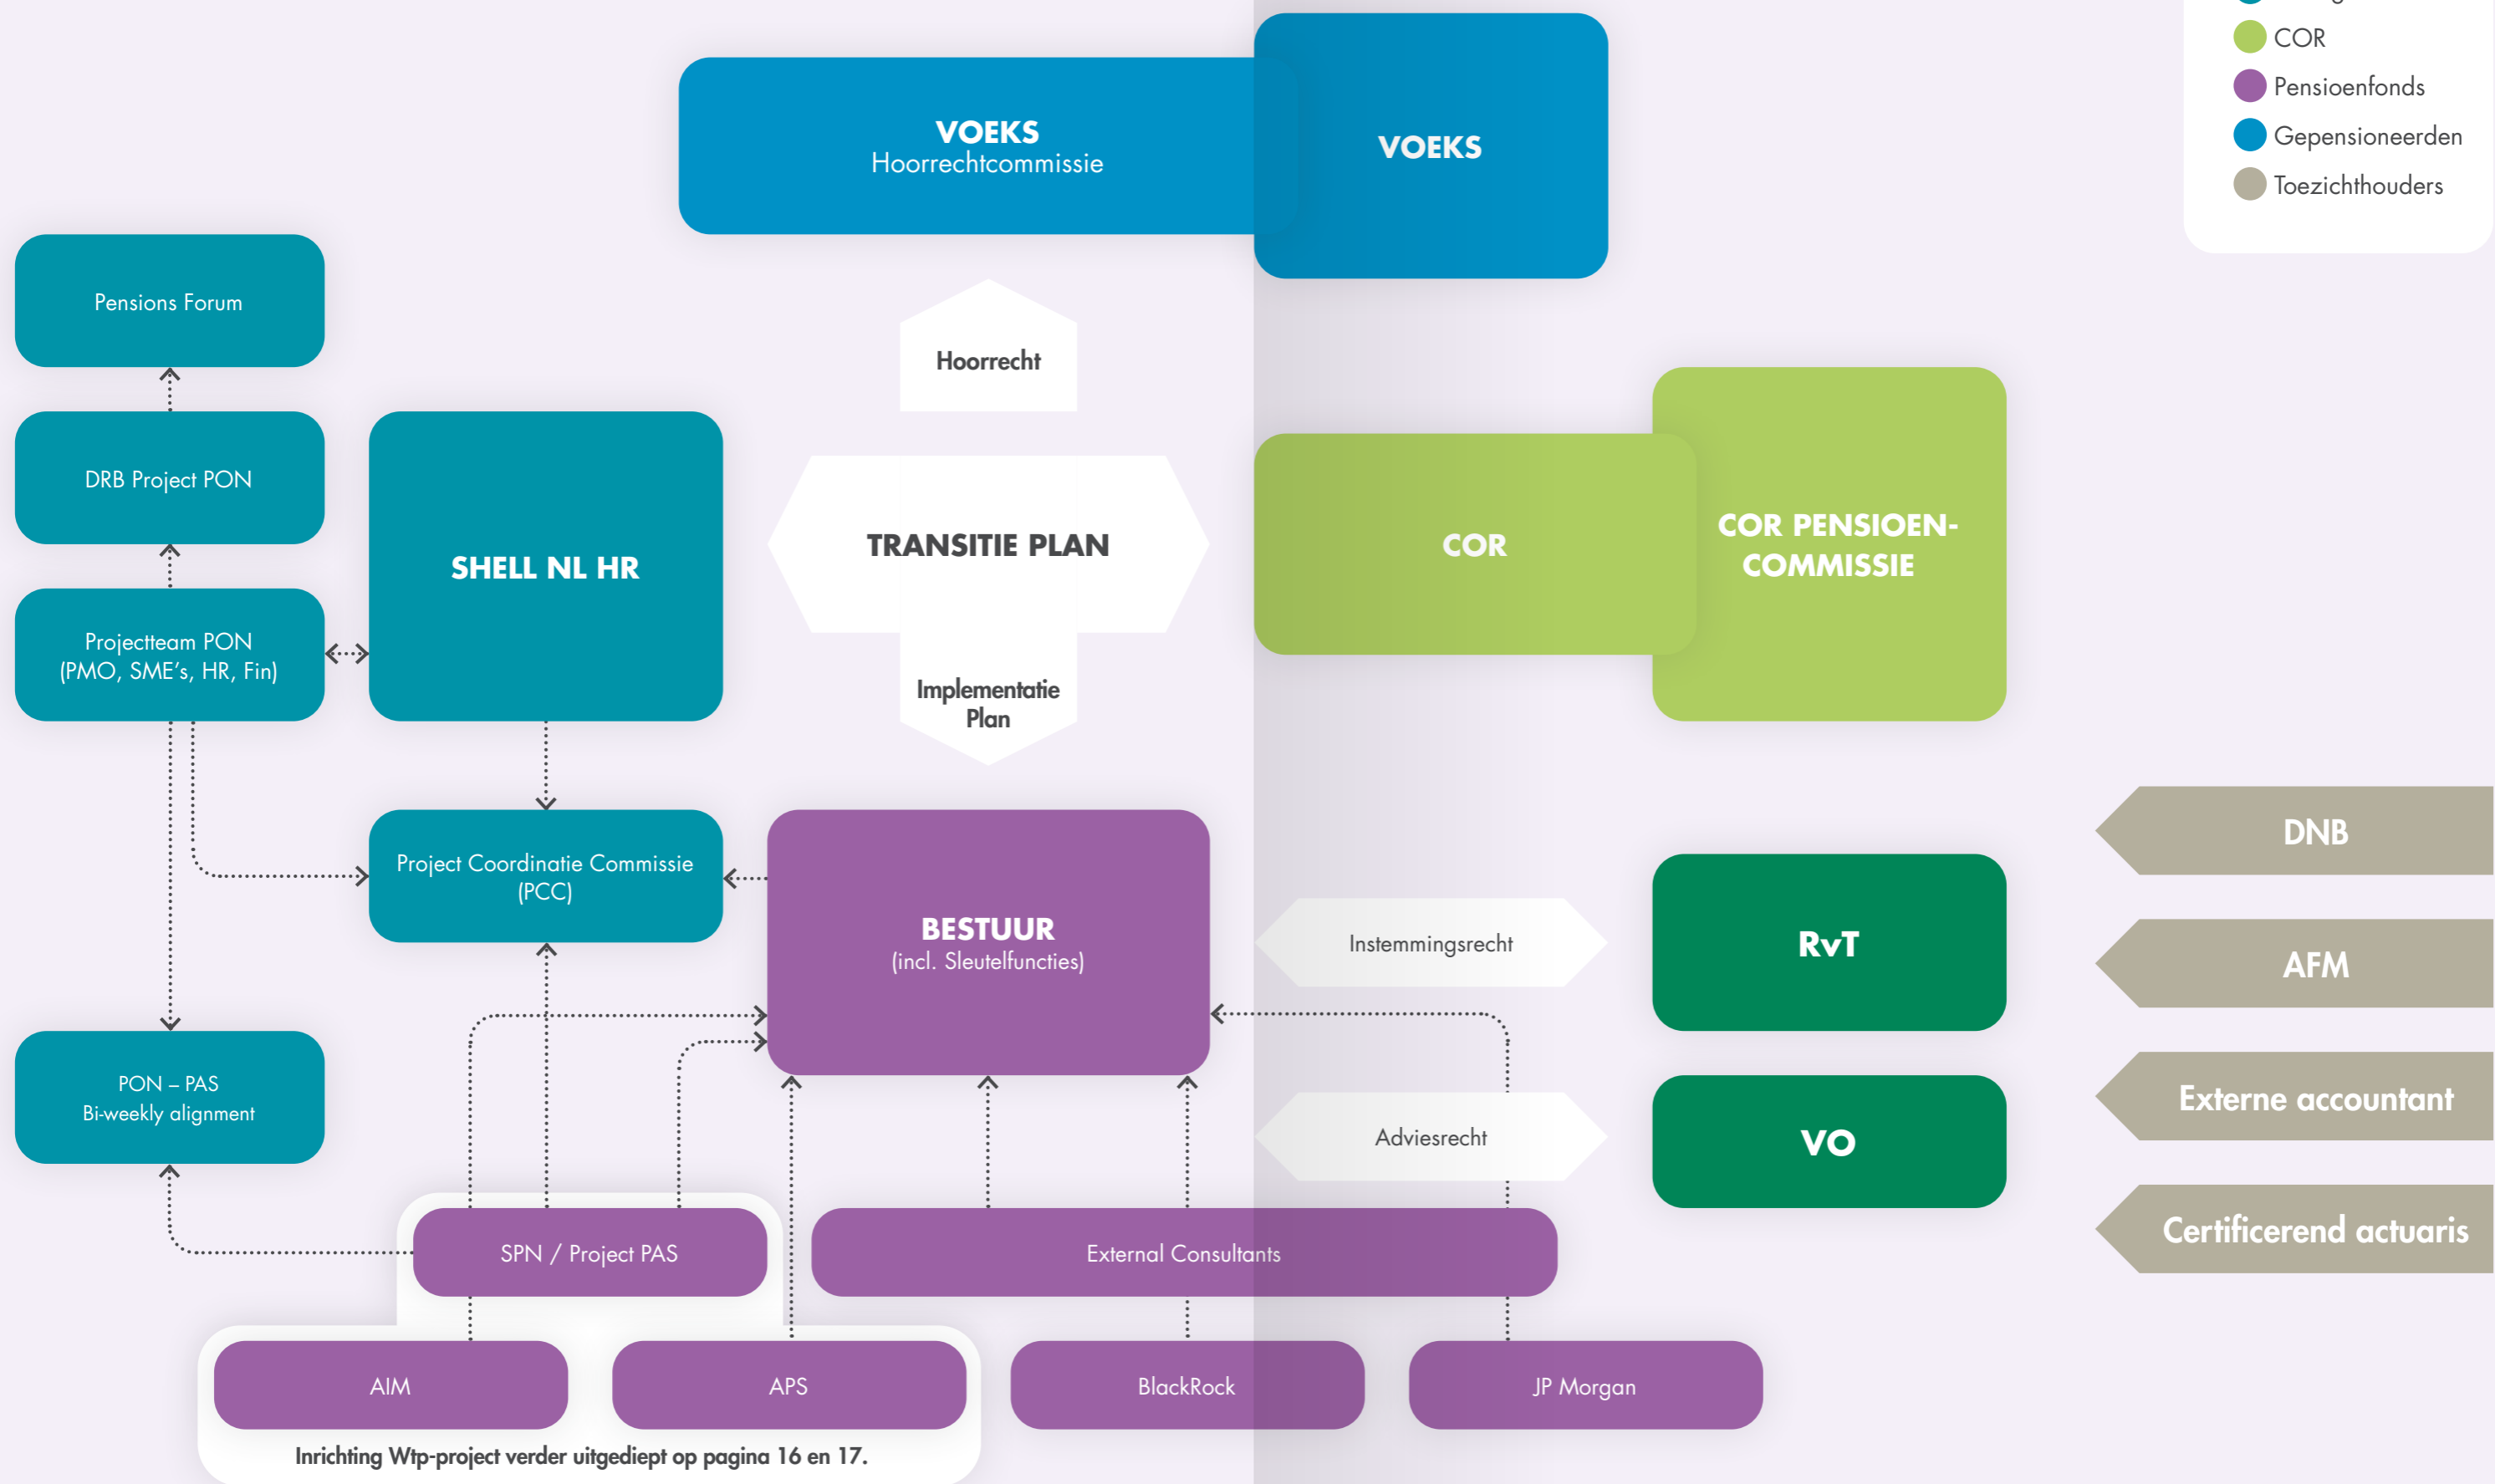 COR
Pensioenfonds
Gepensioneerden
Toezichthouders
VOEKS
Hoorrechtcommissie
VOEKS
Pensions Forum
Hoorrecht
DRB Project PON
SHELL NL HR
TRANSITIE PLAN
COR
COR PENSIOEN-
COMMISSIE
Projectteam PON
(PMO, SME's, HR, Fin)
Implementatie
Plan
Project Coordinatie Commissie
(PCC)
BESTUUR
(incl. Sleutelfuncties)
Instemmingsrecht
RvT
DNB
AFM
PON – PAS
Bi-weekly alignment
Adviesrecht
VO
Externe accountant
Certificerend actuaris
SPN / Project PAS
External Consultants
AIM
APS
BlackRock
JP Morgan
Inrichting Wtp-project verder uitgediept op pagina 16 en 17.